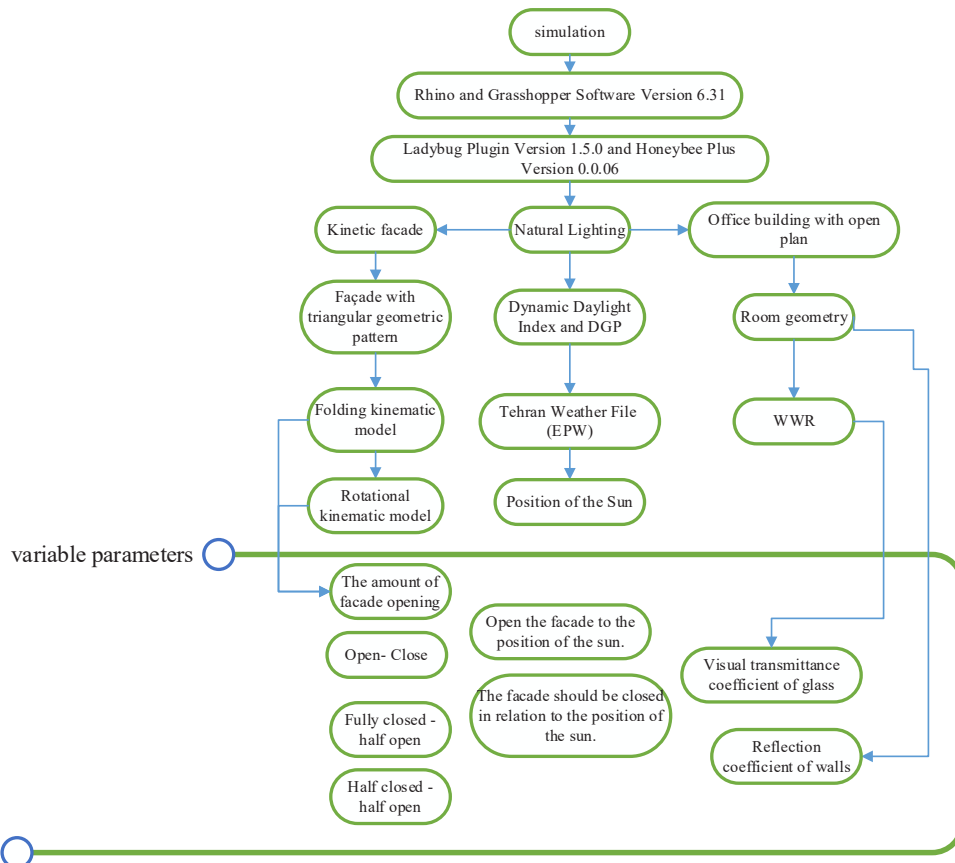 simulation
Rhino and Grasshopper Software Version 6.31
Ladybug Plugin Version 1.5.0 and Honeybee Plus
Version 0.0.06
Kinetic facade
Natural Lighting
Office building with open
plan
Façade with
triangular geometric
pattern
Dynamic Daylight
Index and DGP
Room geometry
Folding kinematic
model
Tehran Weather File
(EPW)
WWR
Rotational
kinematic model
Position of the Sun
variable parameters
The amount of
facade opening
Open the facade to the
position of the sun.
Open- Close
Visual transmittance
coefficient of glass
The facade should be closed
in relation to the position of
the sun.
Fully closed -
half open
Reflection
coefficient of walls
Half closed -
half open